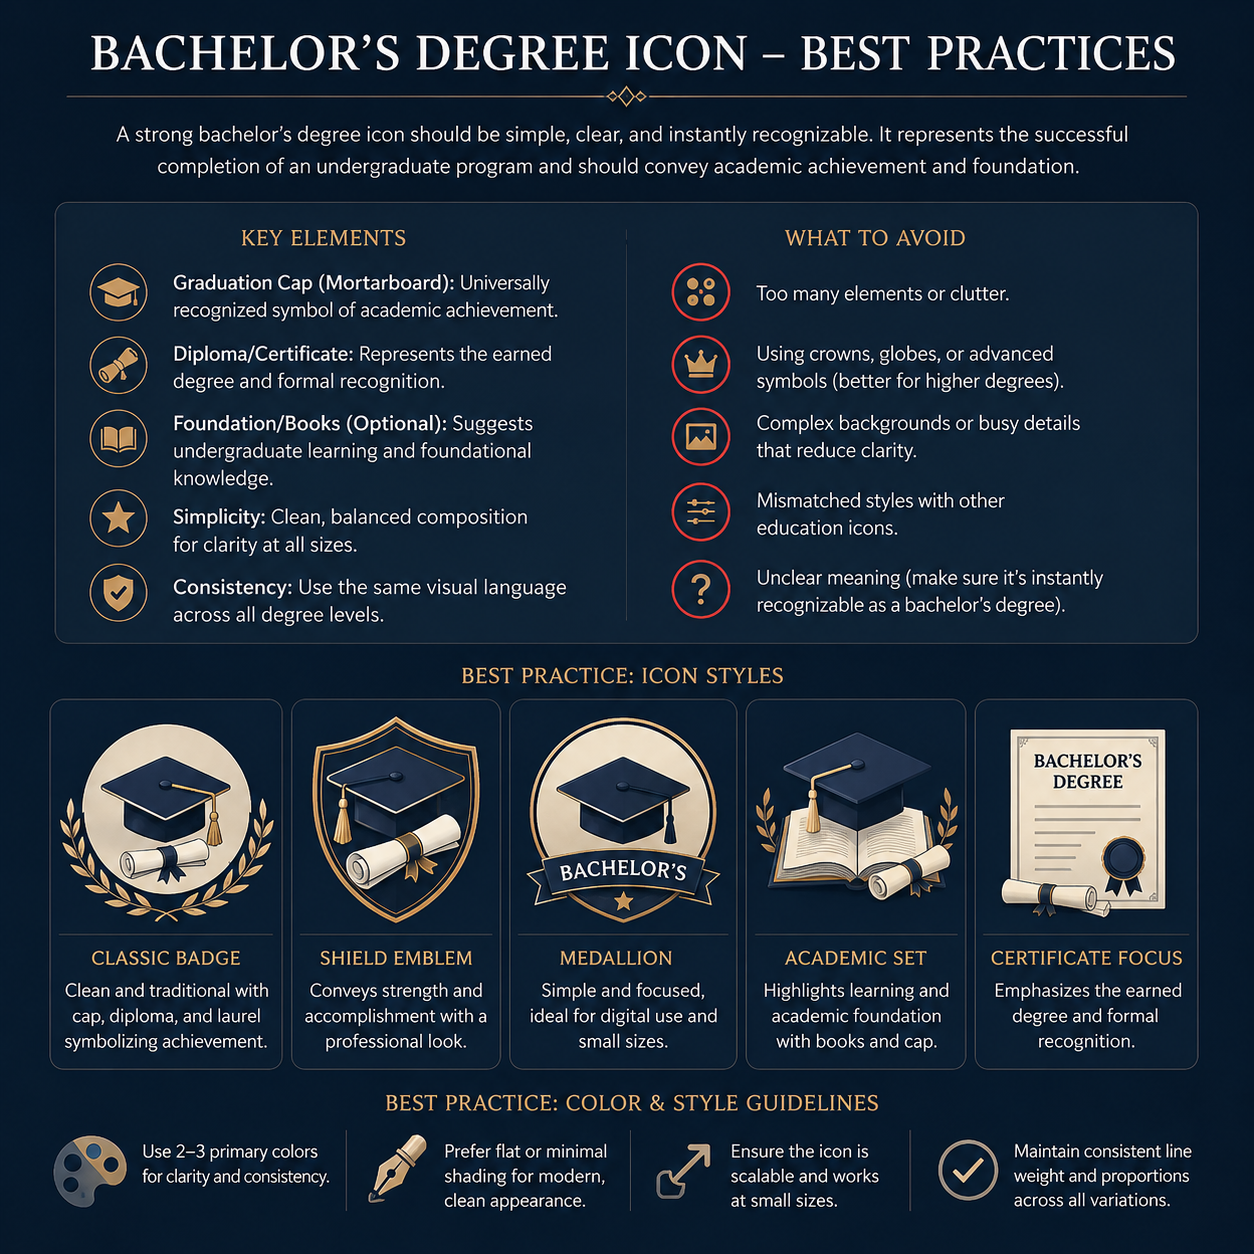 BACHELOR'S DEGREE ICON – BEST PRACTICES
A strong bachelor's degree icon should be simple, clear, and instantly recognizable. It represents the successful
completion of an undergraduate program and should convey academic achievement and foundation.
KEY ELEMENTS
Graduation Cap (Mortarboard): Universally
recognized symbol of academic achievement.
Diploma/Certificate: Represents the earned
degree and formal recognition.
Foundation/Books (Optional): Suggests
undergraduate learning and foundational
knowledge.
Simplicity: Clean, balanced composition
for clarity at all sizes.
Consistency: Use the same visual language
across all degree levels.
WHAT TO AVOID
Too many elements or clutter.
Using crowns, globes, or advanced
symbols (better for higher degrees).
Complex backgrounds or busy details
that reduce clarity.
Mismatched styles with other
education icons.
?
Unclear meaning (make sure it's instantly
recognizable as a bachelor's degree).
BEST PRACTICE: ICON STYLES
CLASSIC BADGE
Clean and traditional with
cap, diploma, and laurel
symbolizing achievement.
SHIELD EMBLEM
Conveys strength and
accomplishment with a
professional look.
BACHELOR'S
MEDALLION
Simple and focused,
ideal for digital use and
small sizes.
ACADEMIC SET
Highlights learning and
academic foundation
with books and cap.
BACHELOR'S
DEGREE
CERTIFICATE FOCUS
Emphasizes the earned
degree and formal
recognition.
BEST PRACTICE: COLOR & STYLE GUIDELINES
Use 2–3 primary colors
for clarity and consistency.
Prefer flat or minimal
shading for modern,
clean appearance.
Ensure the icon is
scalable and works
at small sizes.
Maintain consistent line
weight and proportions
across all variations.